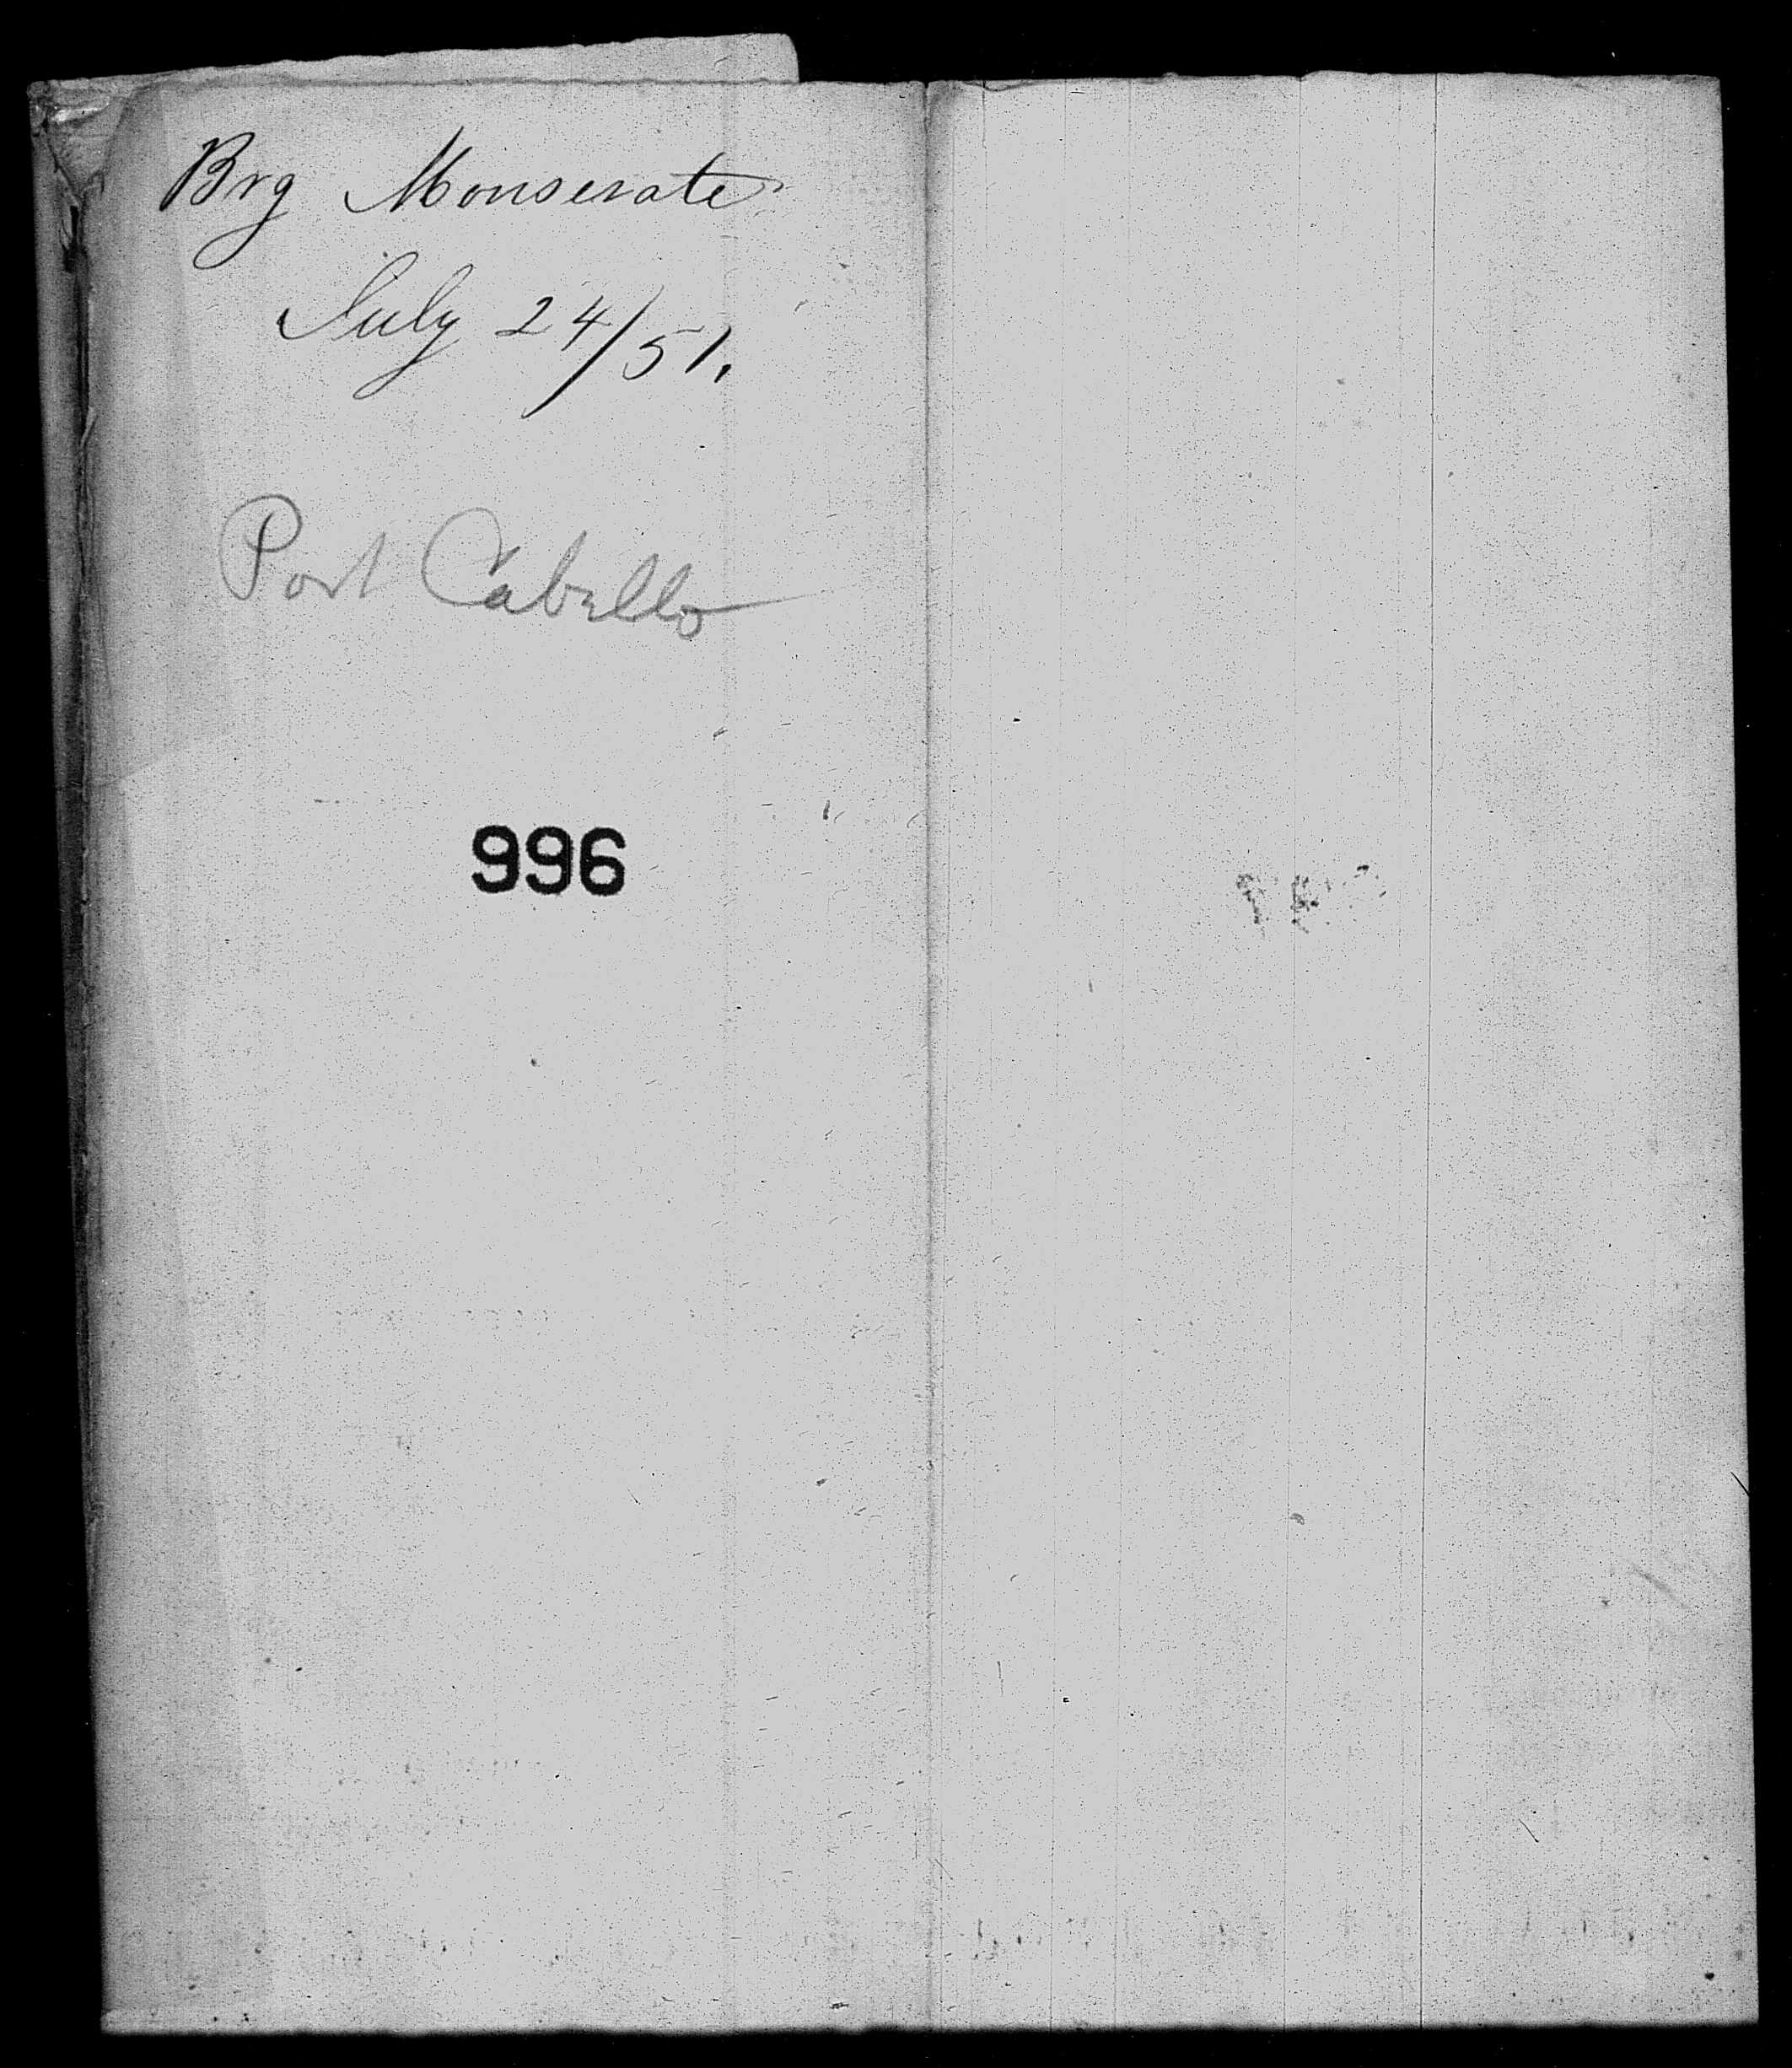 Brg Monserate
July 24/51.
Port Cabello
996